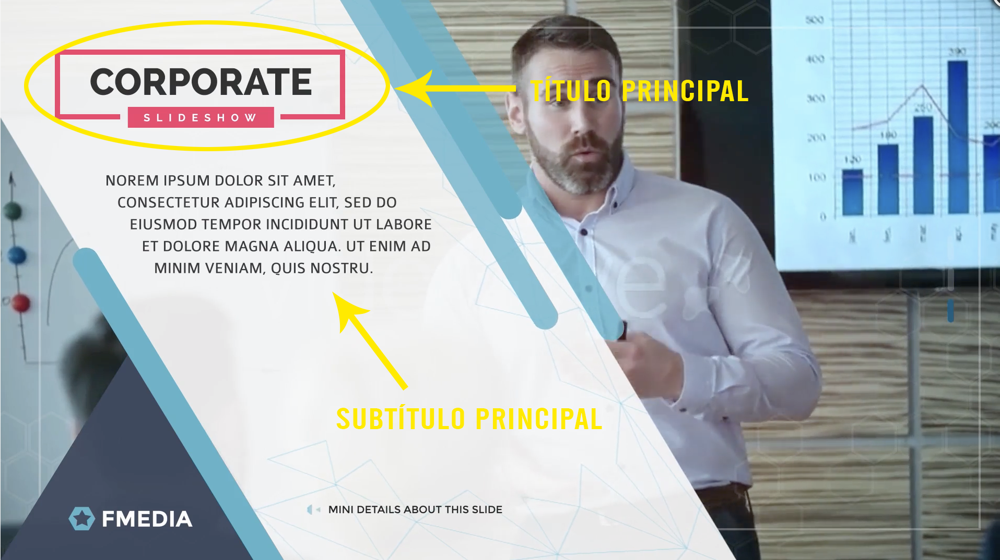 CORPORATE
SLIDESHOW
TÍTULO PRINCIPAL
NOREM IPSUM DOLOR SIT AMET,
CONSECTETUR ADIPISCING ELIT, SED DO
EIUSMOD TEMPOR INCIDIDUNT UT LABORE
ET DOLORE MAGNA ALIQUA. UT ENIM AD
MINIM VENIAM, QUIS NOSTRU.
SUBTÍTULO PRINCIPAL
MINI DETAILS ABOUT THIS SLIDE
FMEDIA
500
400
300
200
100
0
120
180
250
390
e